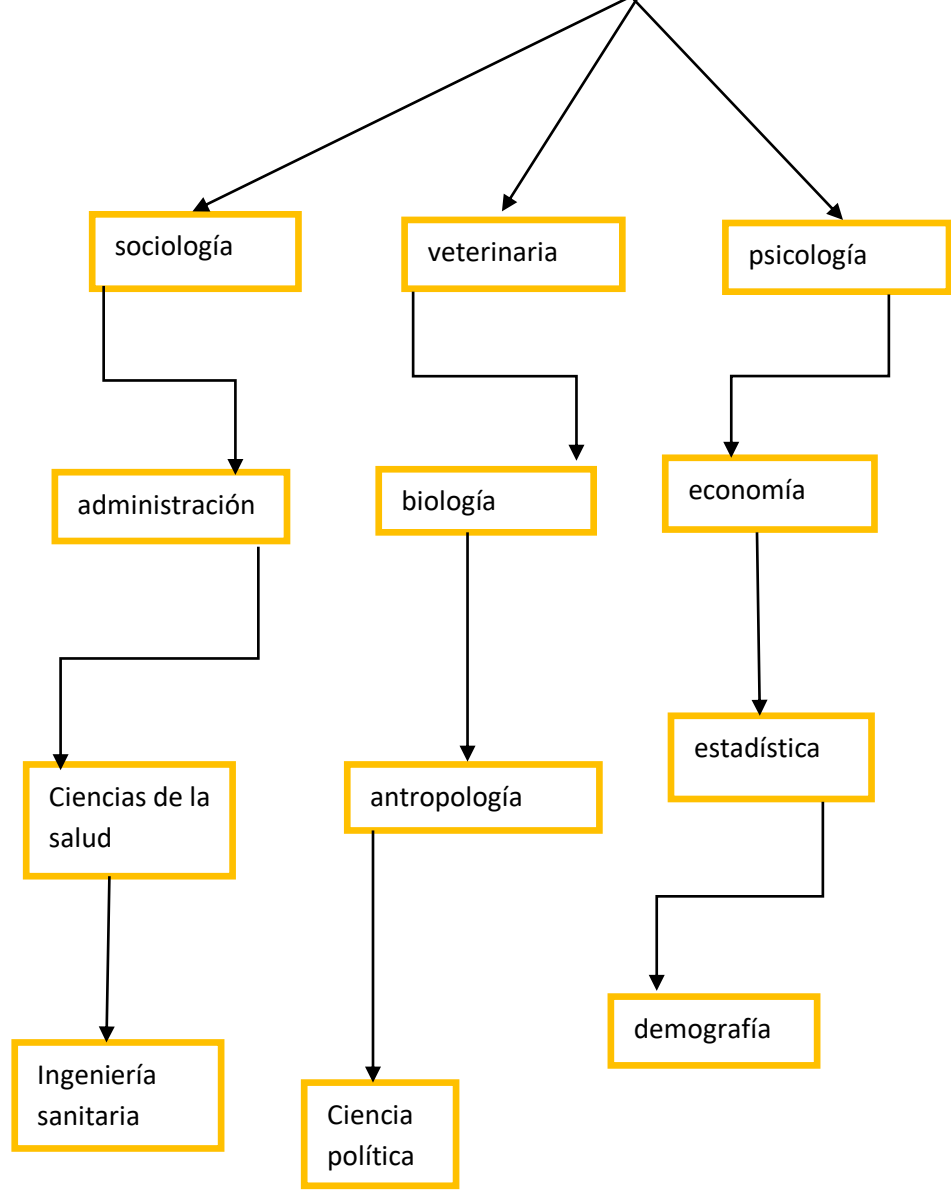 sociología
veterinaria
psicología
administración
biología
economía
Ciencias de la
salud
antropología
estadística
Ingeniería
sanitaria
Ciencia
política
demografía